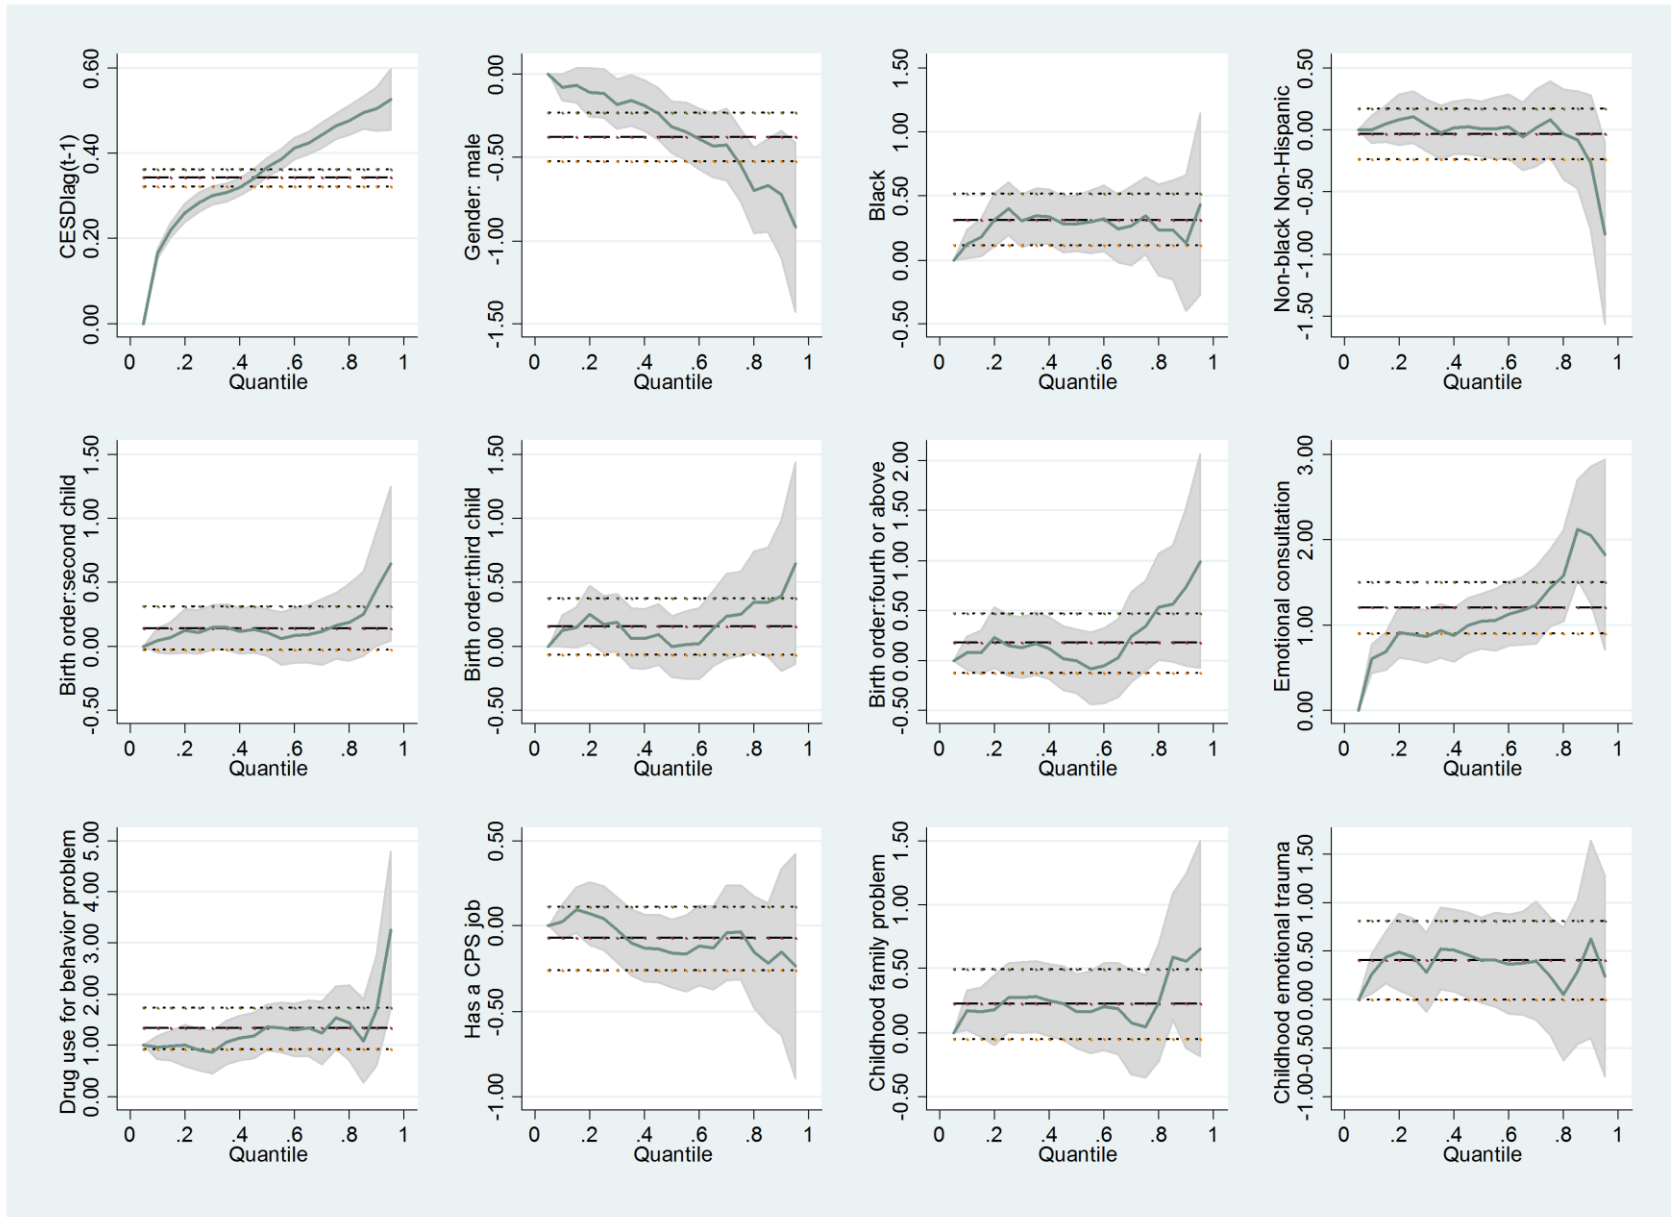 CESDlag(t-1)
0.00 0.20 0.40 0.60
0 .2 .4 .6 .8 1
Quantile
Gender: male
-1.50 -1.00 -0.50 0.00
0 .2 .4 .6 .8 1
Quantile
Black
-0.50 0.00 0.50 1.00 1.50
0 .2 .4 .6 .8 1
Quantile
Non-black Non-Hispanic
-1.50 -1.00 -0.50 0.00 0.50
0 .2 .4 .6 .8 1
Quantile
Birth order:second child
-0.50 0.00 0.50 1.00 1.50
0 .2 .4 .6 .8 1
Quantile
Birth order:third child
-0.50 0.00 0.50 1.00 1.50
0 .2 .4 .6 .8 1
Quantile
Birth order:fourth or above
-0.50 0.00 0.50 1.00 1.50 2.00
0 .2 .4 .6 .8 1
Quantile
Emotional consultation
0.00 1.00 2.00 3.00
0 .2 .4 .6 .8 1
Quantile
Drug use for behavior problem
0.00 1.00 2.00 3.00 4.00 5.00
0 .2 .4 .6 .8 1
Quantile
Has a CPS job
-1.00 -0.50 0.00 0.50
0 .2 .4 .6 .8 1
Quantile
Childhood family problem
-0.50 0.00 0.50 1.00 1.50
0 .2 .4 .6 .8 1
Quantile
Childhood emotional trauma
-1.00 -0.50 0.00 0.50 1.00 1.50
0 .2 .4 .6 .8 1
Quantile